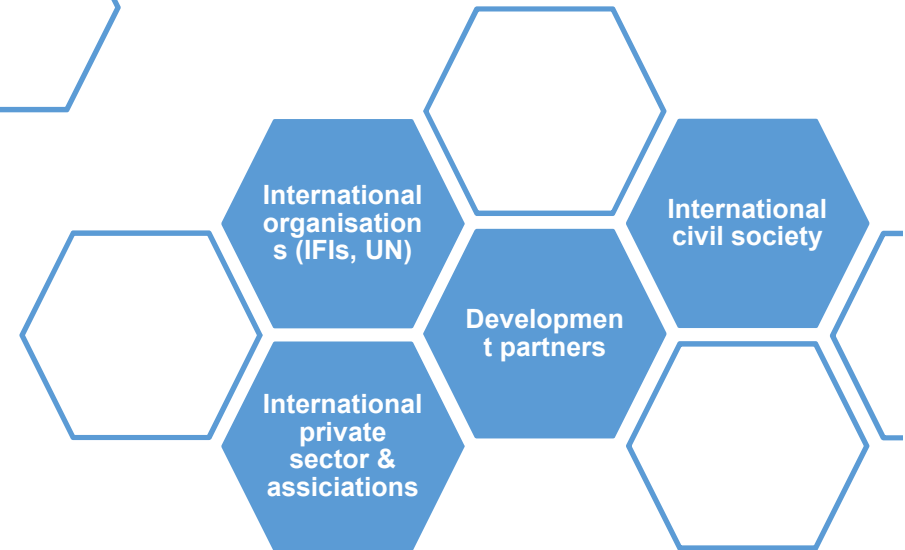 International
organisation
s (IFIs, UN)
International
civil society
Developmen
t partners
International
private
sector &
assiciations